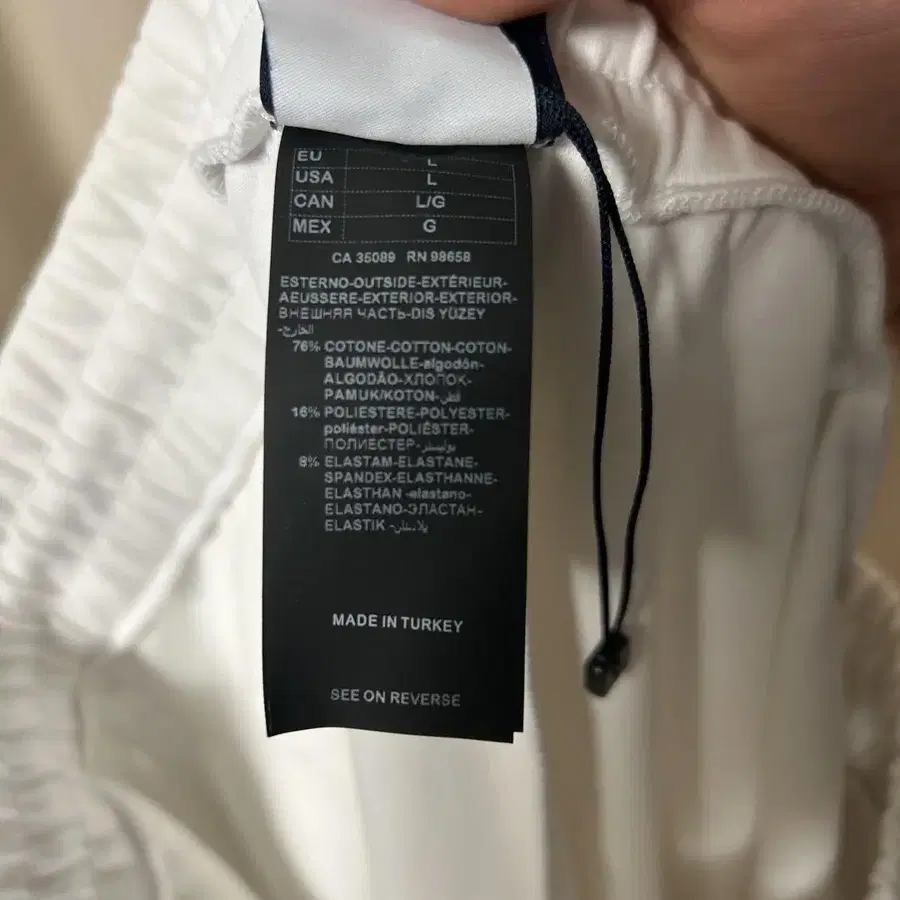 EU L
USA L
CAN L/G
MEX G
CA 35089 RN 98658
ESTERNO-OUTSIDE-EXTÉRIEUR-
AEUSSERE-EXTERIOR-EXTERIOR-
ВНЕШНЯЯ ЧАСТЬ-DIS YÜZEY
الخارج-
76% COTONE-COTTON-COTON-
BAUMWOLLE-algodón-
ALGODÃO-ХЛОПОК-
PAMUK/KOTON-قطن
16% POLIESTERE-POLYESTER-
poliéster-POLIÉSTER-
ПОЛИЕСТЕР-بوليستر
8% ELASTAM-ELASTANE-
SPANDEX-ELASTHANNE-
ELASTHAN -elastano-
ELASTANO-ЭЛАСТАН-
ELASTIK -
MADE IN TURKEY
SEE ON REVERSE